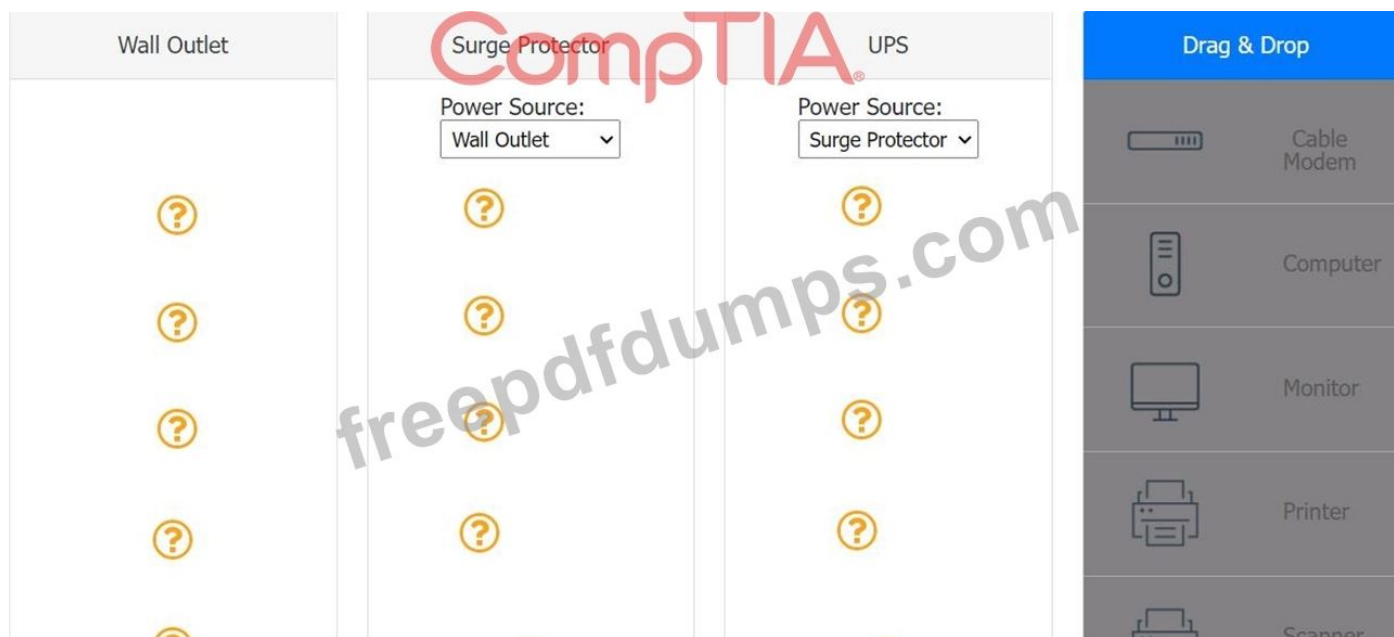 CompTIA®
Wall Outlet
Surge Protector
UPS
Drag & Drop
Power Source:
Wall Outlet
Power Source:
Surge Protector
Cable
Modem
Computer
Monitor
Printer
Scanner
freepdfdumps.com